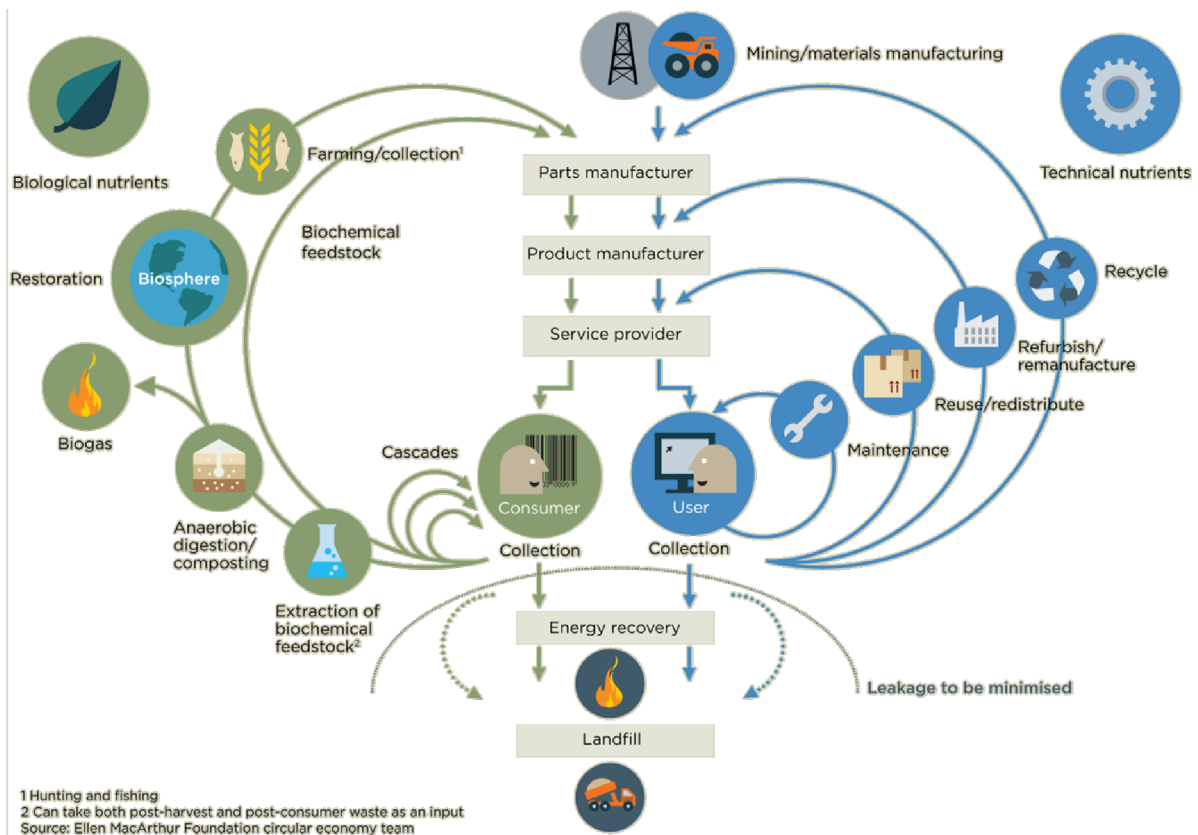 Mining/materials manufacturing
Biological nutrients
Technical nutrients
Farming/collection¹
Parts manufacturer
Biochemical
feedstock
Restoration
Biosphere
Product manufacturer
Recycle
Service provider
Refurbish/
remanufacture
Biogas
Reuse/redistribute
Cascades
Maintenance
Consumer
User
Anaerobic
digestion/
composting
Collection
Collection
Extraction of
biochemical
feedstock²
Energy recovery
Leakage to be minimised
Landfill
1 Hunting and fishing
2 Can take both post-harvest and post-consumer waste as an input
Source: Ellen MacArthur Foundation circular economy team